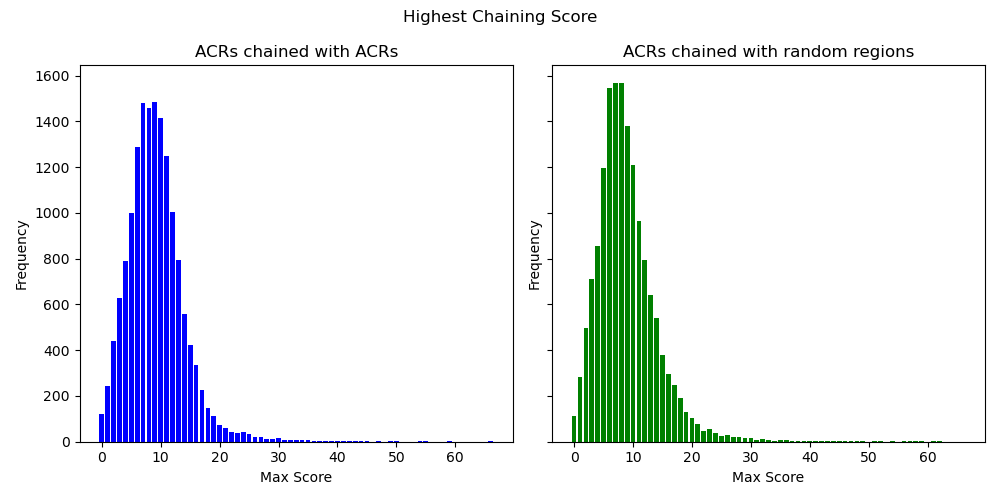 Highest Chaining Score
ACRs chained with ACRs
ACRs chained with random regions
1600
1400
1200
1000
800
600
400
200
0
Frequency
Frequency
0 10 20 30 40 50 60
0 10 20 30 40 50 60
Max Score
Max Score